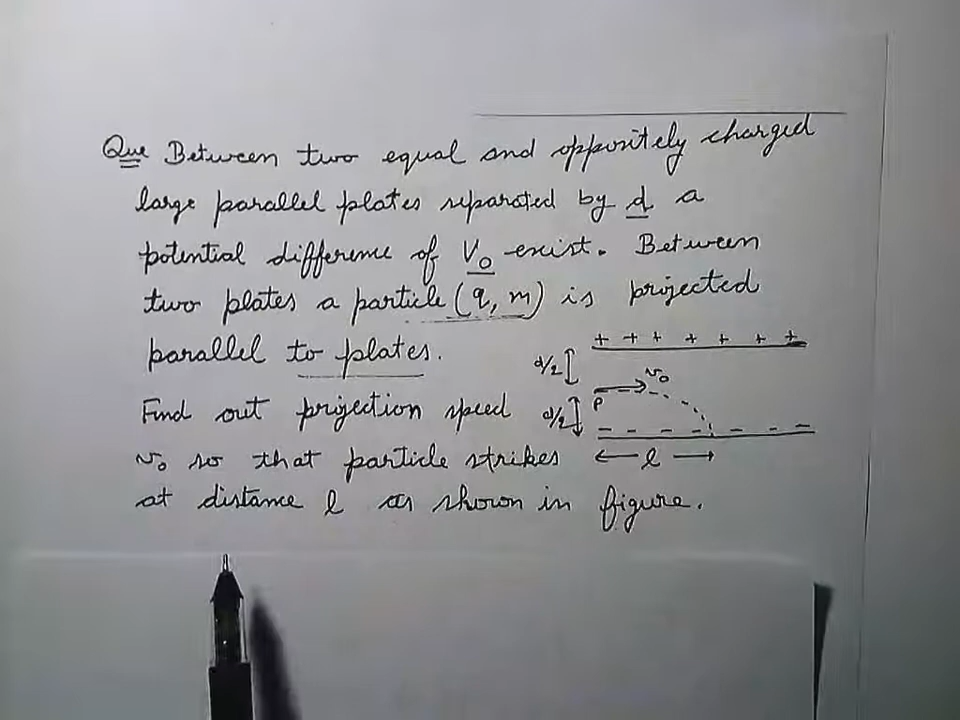 Que Between two equal and oppositely charged
large parallel plates separated by d a
potential difference of V₀ exist. Between
two plates a particle (q, m) is projected
parallel to plates.
+ + + + + + +
d/2
v₀
P
d/2
- - - - - - -
l
Find out projection speed
v₀ so that particle strikes
at distance l as shown in figure.